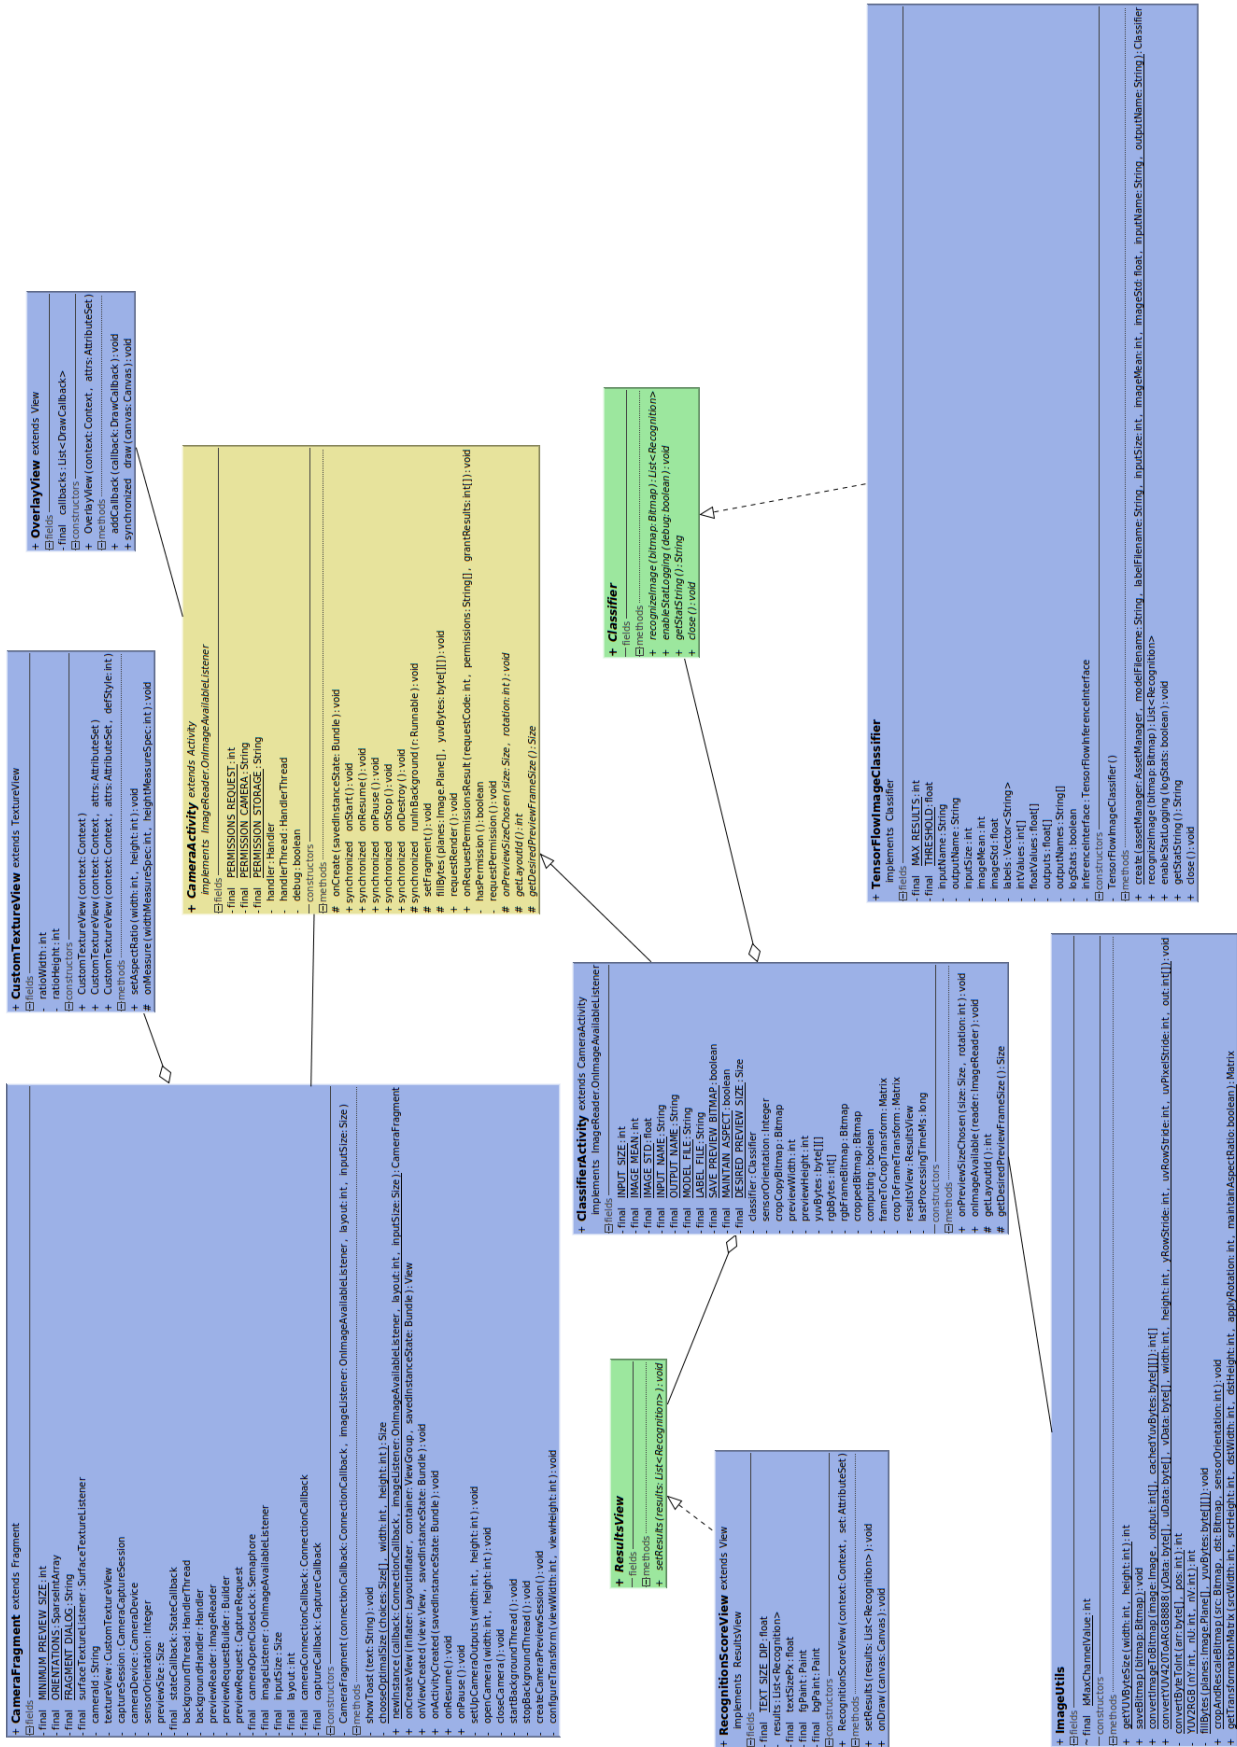 + CameraFragment extends Fragment
fields
- final MINIMUM_PREVIEW_SIZE: int
- final ORIENTATIONS: SparseIntArray
- final FRAGMENT_DIALOG: String
- final surfaceTextureListener: SurfaceTextureListener
- cameraId: String
- textureView: CustomTextureView
- captureSession: CameraCaptureSession
- cameraDevice: CameraDevice
- sensorOrientation: Integer
- previewSize: Size
- final stateCallback: StateCallback
- backgroundThread: HandlerThread
- backgroundHandler: Handler
- previewReader: ImageReader
- previewRequestBuilder: Builder
- previewRequest: CaptureRequest
- final cameraOpenCloseLock: Semaphore
- final imageListener: OnImageAvailableListener
- final inputSize: Size
- final layout: int
- final cameraConnectionCallback: ConnectionCallback
- final captureCallback: CaptureCallback
constructors
- CameraFragment (connectionCallback: ConnectionCallback, imageListener: OnImageAvailableListener, layout: int, inputSize: Size)
methods
- showToast (text: String): void
- chooseOptimalSize (choices: Size[], width: int, height: int): Size
+ newInstance (callback: ConnectionCallback, imageListener: OnImageAvailableListener, layout: int, inputSize: Size): CameraFragment
+ onCreateView (inflater: LayoutInflater, container: ViewGroup, savedInstanceState: Bundle): View
+ onViewCreated (view: View, savedInstanceState: Bundle): void
+ onActivityCreated (savedInstanceState: Bundle): void
+ onResume (): void
+ onPause (): void
- setUpCameraOutputs (width: int, height: int): void
- openCamera (width: int, height: int): void
- closeCamera (): void
- startBackgroundThread (): void
- stopBackgroundThread (): void
- createCameraPreviewSession (): void
- configureTransform (viewWidth: int, viewHeight: int): void
+ CustomTextureView extends TextureView
fields
- ratioWidth: int
- ratioHeight: int
constructors
+ CustomTextureView (context: Context)
+ CustomTextureView (context: Context, attrs: AttributeSet)
+ CustomTextureView (context: Context, attrs: AttributeSet, defStyle: int)
methods
+ setAspectRatio (width: int, height: int): void
# onMeasure (widthMeasureSpec: int, heightMeasureSpec: int): void
+ OverlayView extends View
fields
- final callbacks: List<DrawCallback>
constructors
+ OverlayView (context: Context, attrs: AttributeSet)
methods
+ addCallback (callback: DrawCallback): void
+ synchronized draw (canvas: Canvas): void
+ CameraActivity extends Activity
implements ImageReader.OnImageAvailableListener
fields
- final PERMISSIONS_REQUEST: int
- final PERMISSION_CAMERA: String
- final PERMISSION_STORAGE: String
- handler: Handler
- handlerThread: HandlerThread
- debug: boolean
constructors
methods
# onCreate (savedInstanceState: Bundle): void
+ synchronized onStart (): void
+ synchronized onResume (): void
+ synchronized onPause (): void
+ synchronized onStop (): void
+ synchronized onDestroy (): void
# synchronized runInBackground (r: Runnable): void
# setFragment (): void
# fillBytes (planes: Image.Plane[], yuvBytes: byte[][]): void
+ requestRender (): void
+ onRequestPermissionsResult (requestCode: int, permissions: String[], grantResults: int[]): void
- hasPermission (): boolean
- requestPermission (): void
# onPreviewSizeChosen (size: Size, rotation: int): void
# getLayoutId (): int
# getDesiredPreviewFrameSize (): Size
+ RecognitionScoreView extends View
implements ResultsView
fields
- final TEXT_SIZE_DIP: float
- results: List<Recognition>
- final textSizePx: float
- final fgPaint: Paint
- final bgPaint: Paint
constructors
+ RecognitionScoreView (context: Context, set: AttributeSet)
methods
+ setResults (results: List<Recognition>): void
+ onDraw (canvas: Canvas): void
+ ResultsView
fields
methods
+ setResults (results: List<Recognition>): void
+ ClassifierActivity extends CameraActivity
implements ImageReader.OnImageAvailableListener
fields
- final INPUT_SIZE: int
- final IMAGE_MEAN: int
- final IMAGE_STD: float
- final INPUT_NAME: String
- final OUTPUT_NAME: String
- final MODEL_FILE: String
- final LABEL_FILE: String
- final SAVE_PREVIEW_BITMAP: boolean
- final MAINTAIN_ASPECT: boolean
- final DESIRED_PREVIEW_SIZE: Size
- classifier: Classifier
- sensorOrientation: Integer
- cropCopyBitmap: Bitmap
- previewWidth: int
- previewHeight: int
- yuvBytes: byte[][]
- rgbBytes: int[]
- rgbFrameBitmap: Bitmap
- croppedBitmap: Bitmap
- computing: boolean
- frameToCropTransform: Matrix
- cropToFrameTransform: Matrix
- resultsView: ResultsView
- lastProcessingTimeMs: long
constructors
methods
+ onPreviewSizeChosen (size: Size, rotation: int): void
+ onImageAvailable (reader: ImageReader): void
# getLayoutId (): int
# getDesiredPreviewFrameSize (): Size
+ Classifier
fields
methods
+ recognizeImage (bitmap: Bitmap): List<Recognition>
+ enableStatLogging (debug: boolean): void
+ getStatString (): String
+ close (): void
+ ImageUtils
fields
~ final kMaxChannelValue: int
constructors
methods
+ getYUVByteSize (width: int, height: int): int
+ saveBitmap (bitmap: Bitmap): void
+ convertImageToBitmap (image: Image, output: int[], cachedYuvBytes: byte[][]): int[]
+ convertYUV420ToARGB8888 (yData: byte[], uData: byte[], vData: byte[], width: int, height: int, yRowStride: int, uvRowStride: int, uvPixelStride: int, out: int[]): void
- convertByteToInt (arr: byte[], pos: int): int
- YUV2RGB (nY: int, nU: int, nV: int): int
- fillBytes (planes: Image.Plane[], yuvBytes: byte[][]): void
+ cropAndRescaleBitmap (src: Bitmap, dst: Bitmap, sensorOrientation: int): void
+ getTransformationMatrix (srcWidth: int, srcHeight: int, dstWidth: int, dstHeight: int, applyRotation: int, maintainAspectRatio: boolean): Matrix
+ TensorFlowImageClassifier
implements Classifier
fields
- final MAX_RESULTS: int
- final THRESHOLD: float
- inputName: String
- outputName: String
- inputSize: int
- imageMean: int
- imageStd: float
- labels: Vector<String>
- intValues: int[]
- floatValues: float[]
- outputs: float[]
- outputNames: String[]
- logStats: boolean
- inferenceInterface: TensorFlowInferenceInterface
constructors
- TensorFlowImageClassifier ()
methods
+ create (assetManager: AssetManager, modelFilename: String, labelFilename: String, inputSize: int, imageMean: int, imageStd: float, inputName: String, outputName: String): Classifier
+ recognizeImage (bitmap: Bitmap): List<Recognition>
+ enableStatLogging (logStats: boolean): void
+ getStatString (): String
+ close (): void